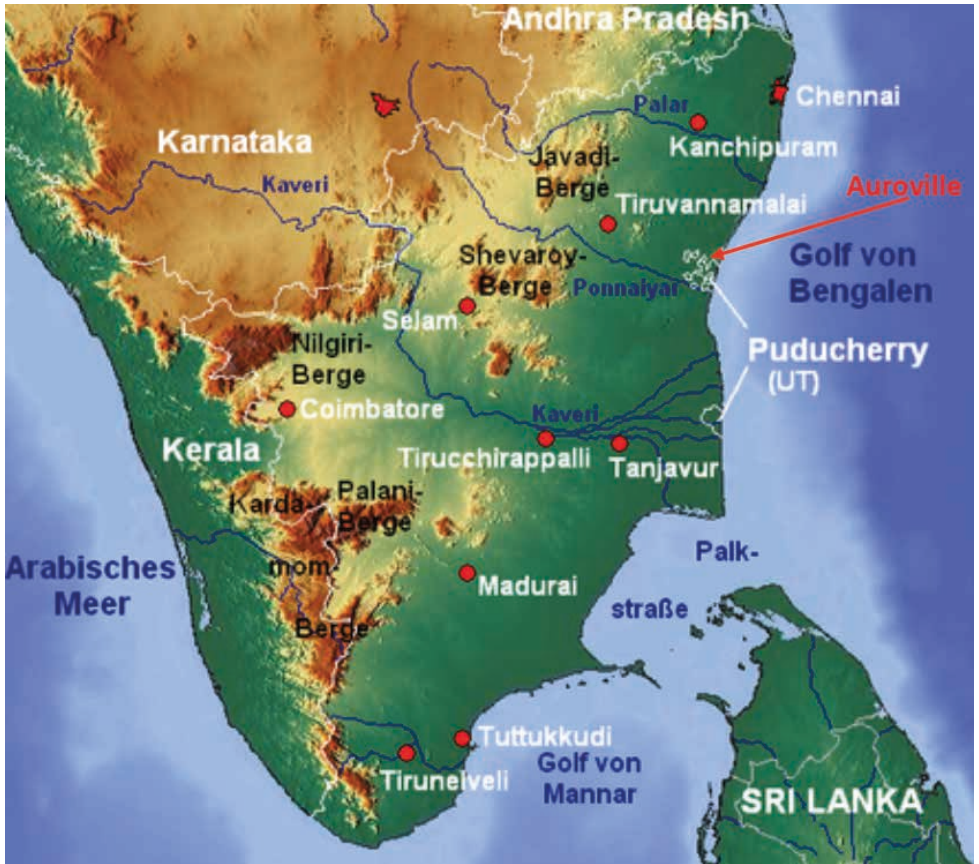 Andhra Pradesh
Chennai
Palar
Karnataka
Kanchipuram
Javadi-
Berge
Kaveri
Auroville
Tiruvannamalai
Shevaroy-
Berge
Golf von
Bengalen
Ponnaiyar
Selam
Nilgiri-
Berge
Puducherry
(UT)
Coimbatore
Kaveri
Kerala
Tirucchirappalli
Tanjavur
Karda-
mom-
Berge
Palani-
Berge
Arabisches
Meer
Palk-
straße
Madurai
Tuttukkudi
Tirunelveli
Golf von
Mannar
SRI LANKA